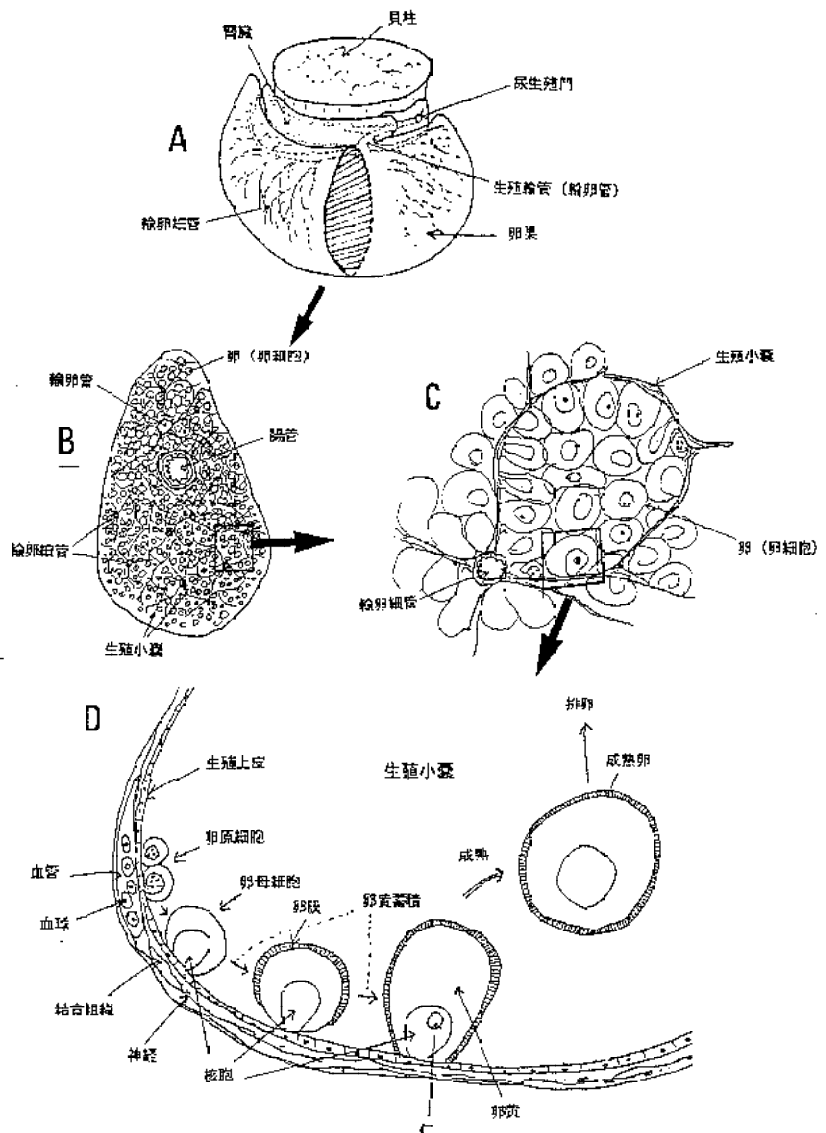 貝柱
腎臓
尿生殖門
A
生殖輸管（輸卵管）
輸卵細管
卵巣
卵（卵細胞）
輸卵管
B
腸管
輸卵細管
生殖小嚢
生殖小嚢
C
卵（卵細胞）
輸卵細管
D
排卵
生殖上皮
生殖小嚢
成熟卵
卵原細胞
成熟
血管
卵母細胞
卵膜
卵黄蓄積
血球
結合組織
神経
核胞
卵黄
仁